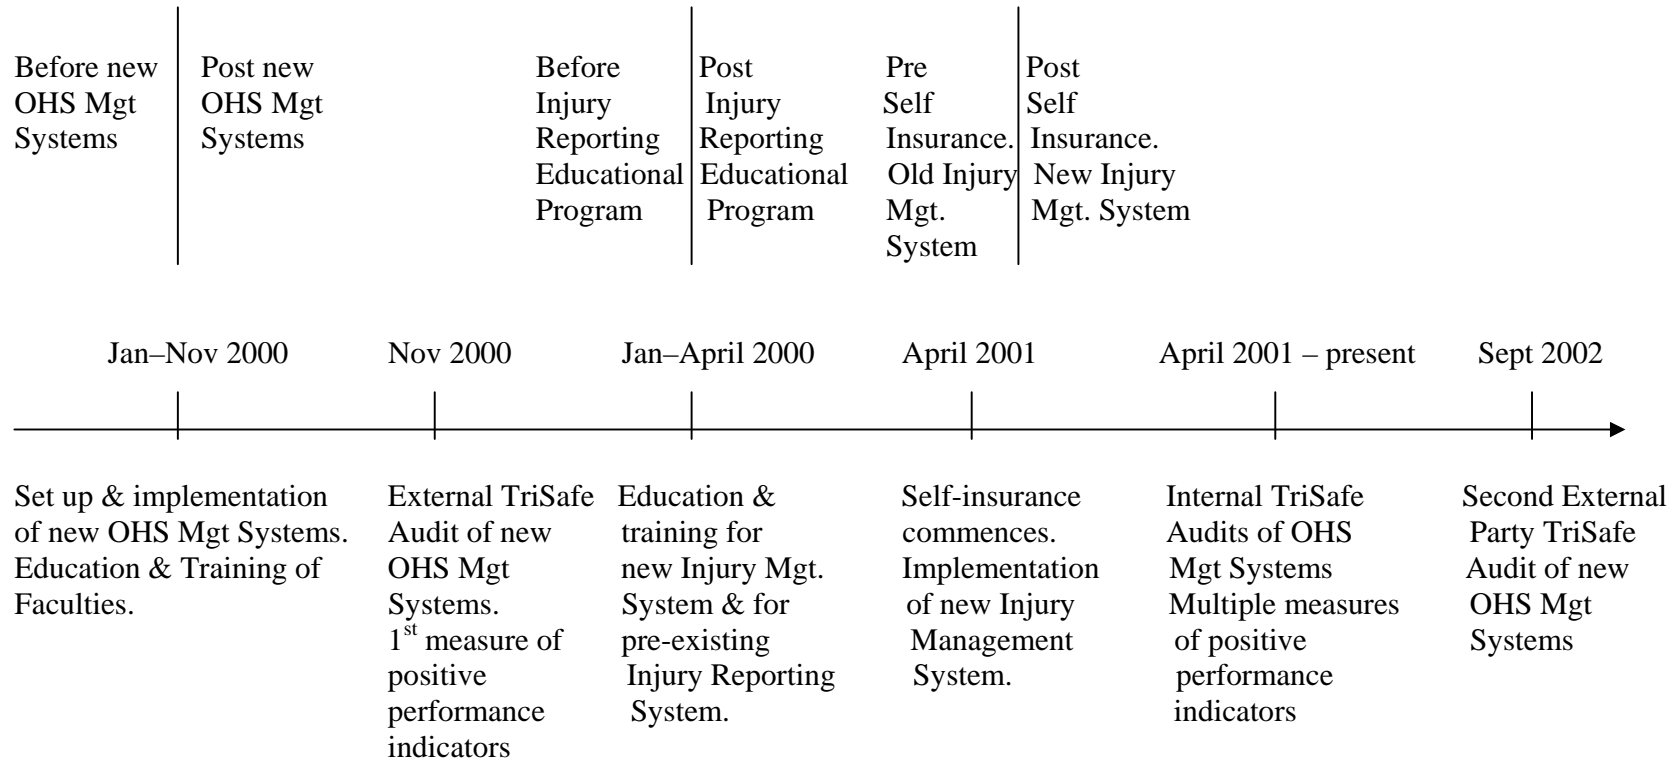 Before new
OHS Mgt
Systems
Post new
OHS Mgt
Systems
Before
Injury
Reporting
Educational
Program
Post
Injury
Reporting
Educational
Program
Pre
Self
Insurance.
Old Injury
Mgt.
System
Post
Self
Insurance.
New Injury
Mgt. System
Jan–Nov 2000
Nov 2000
Jan–April 2000
April 2001
April 2001 – present
Sept 2002
Set up & implementation
of new OHS Mgt Systems.
Education & Training of
Faculties.
External TriSafe
Audit of new
OHS Mgt
Systems.
1st measure of
positive
performance
indicators
Education &
training for
new Injury Mgt.
System & for
pre-existing
Injury Reporting
System.
Self-insurance
commences.
Implementation
of new Injury
Management
System.
Internal TriSafe
Audits of OHS
Mgt Systems
Multiple measures
of positive
performance
indicators
Second External
Party TriSafe
Audit of new
OHS Mgt
Systems